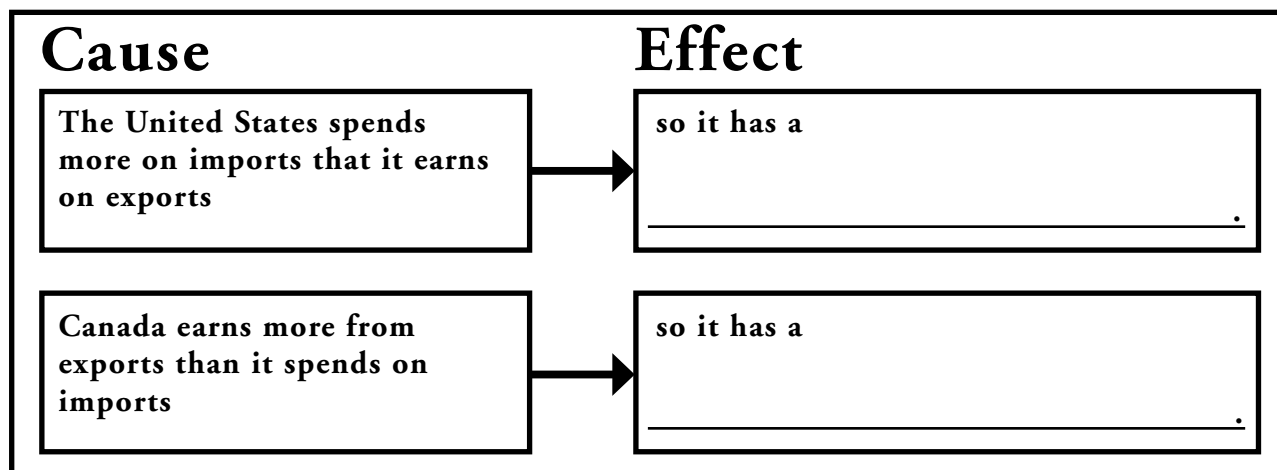 Cause
Effect
The United States spends
more on imports that it earns
on exports
so it has a
.
Canada earns more from
exports than it spends on
imports
so it has a
.